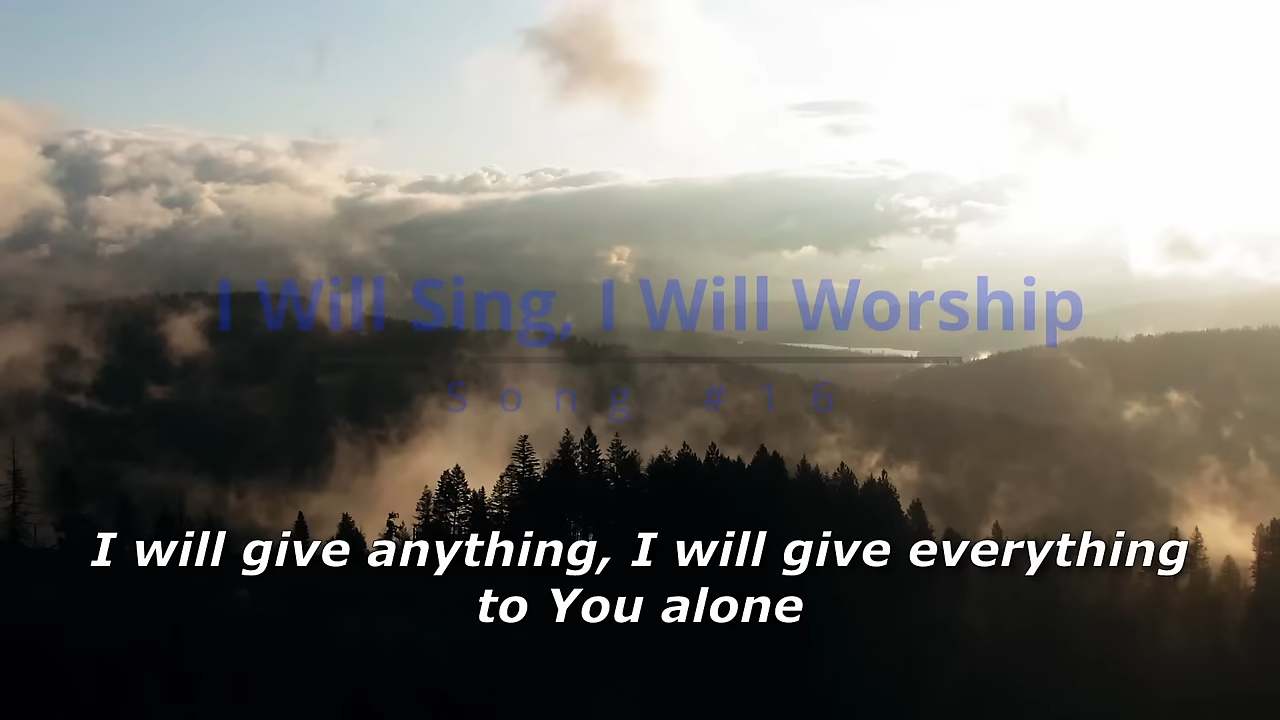 I Will Sing, I Will Worship
Song #16
I will give anything, I will give everything
to You alone